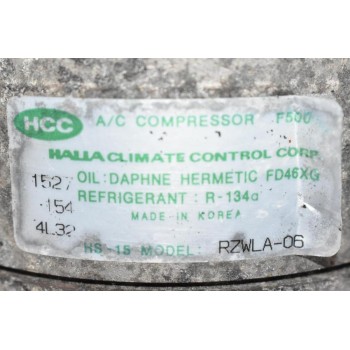 HCC A/C COMPRESSOR F500
HALLA CLIMATE CONTROL CORP.
1527 OIL: DAPHNE HERMETIC FD46XG
154 REFRIGERANT: R-134a
MADE IN KOREA
4L32
HS-15 MODEL: RZWLA-06